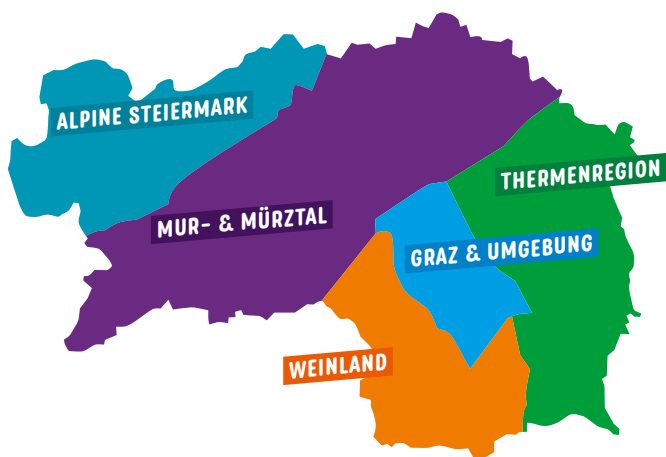 ALPINE STEIERMARK
THERMENREGION
MUR- & MÜRZTAL
GRAZ & UMGEBUNG
WEINLAND